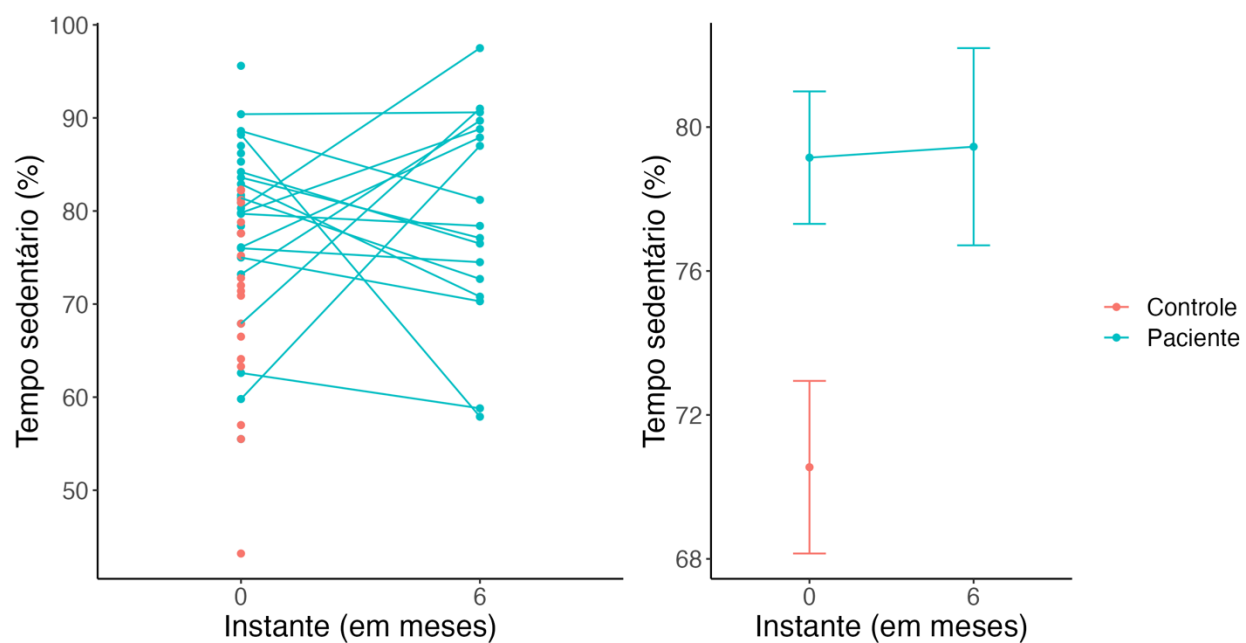 Tempo sedentário (%)
100
90
80
70
60
50
0
6
Instante (em meses)
Tempo sedentário (%)
80
76
72
68
0
6
Instante (em meses)
Controle
Paciente